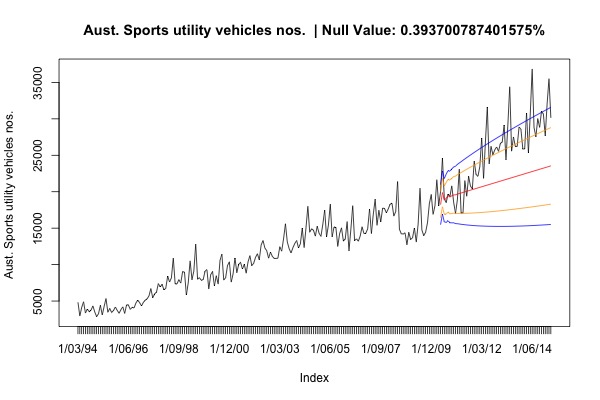 Aust. Sports utility vehicles nos.  | Null Value: 0.393700787401575%
Aust. Sports utility vehicles nos.
35000
25000
15000
5000
1/03/94 1/06/96 1/09/98 1/12/00 1/03/03 1/06/05 1/09/07 1/12/09 1/03/12 1/06/14
Index